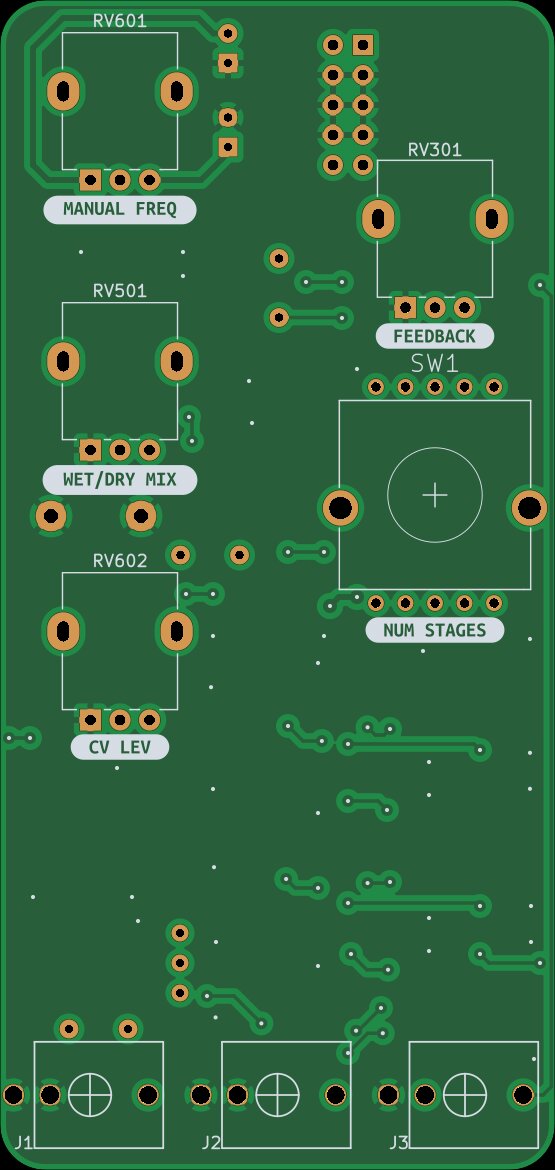 RV601
MANUAL FREQ
RV301
FEEDBACK
RV501
WET/DRY MIX
SW1
NUM STAGES
RV602
CV LEV
J1
J2
J3